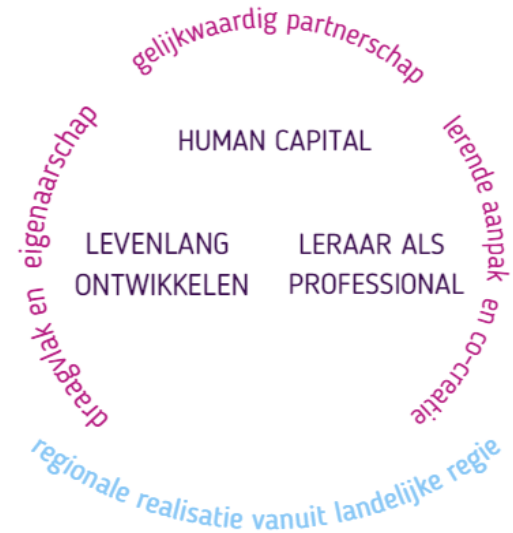 gelijkwaardig partnerschap
draagvlak en eigenaarschap
lerende aanpak en co-creatie
HUMAN CAPITAL
LEVENLANG
ONTWIKKELEN
LERAAR ALS
PROFESSIONAL
regionale realisatie vanuit landelijke regie